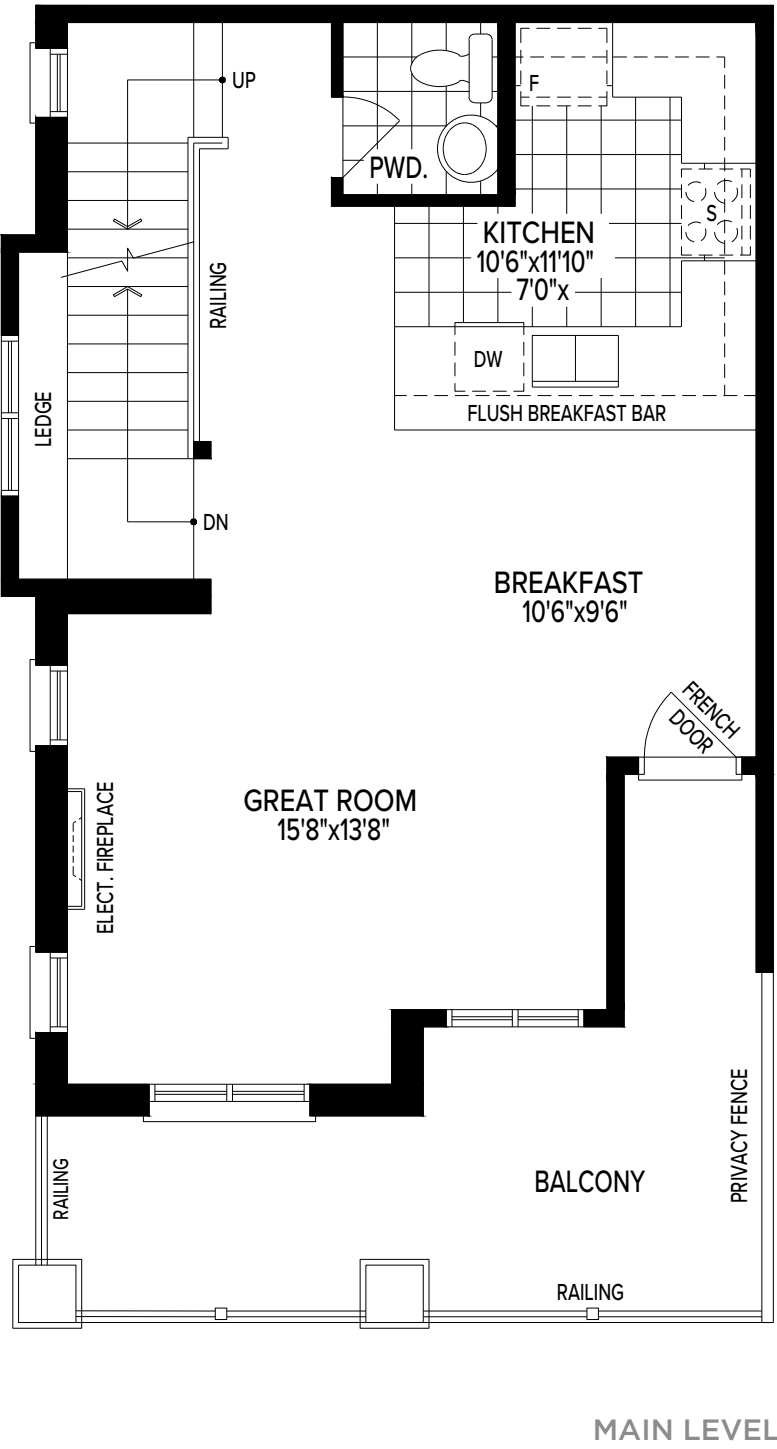 UP
F
PWD.
S
KITCHEN
10'6"x11'10"
7'0"x
RAILING
DW
LEDGE
FLUSH BREAKFAST BAR
DN
BREAKFAST
10'6"x9'6"
FRENCH
DOOR
GREAT ROOM
15'8"x13'8"
ELECT. FIREPLACE
PRIVACY FENCE
RAILING
BALCONY
RAILING
MAIN LEVEL